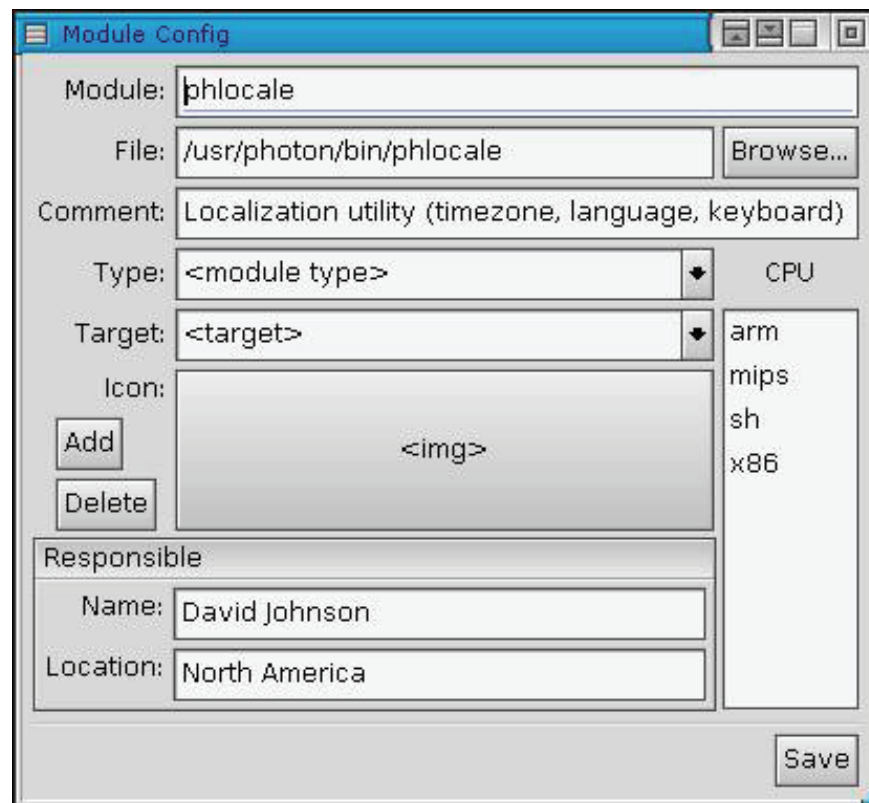 Module Config
Module: phlocale
File: /usr/photon/bin/phlocale Browse...
Comment: Localization utility (timezone, language, keyboard)
Type: <module type> CPU
Target: <target> arm
Icon: <img> mips
Add sh
x86
Delete
Responsible
Name: David Johnson
Location: North America
Save